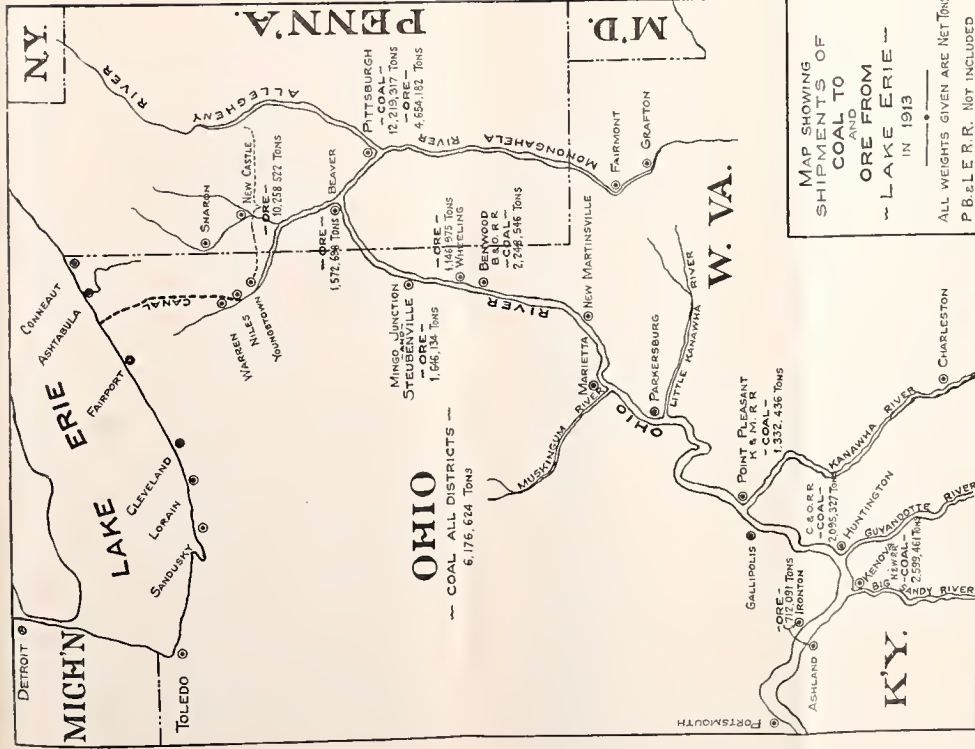 N.Y.
PENN'A.
M'D.
MICH'N
DETROIT
TOLEDO
LAKE ERIE
SANDUSKY
LORAIN
CLEVELAND
FAIRPORT
ASHTABULA
CONNEAUT
CANAL
WARREN
NILES
YOUNGSTOWN
SHARON
NEW CASTLE
-ORE-
10,258 522 TONS
ALLEGHENY
RIVER
BEAVER
-ORE-
1,572,698 TONS
PITTSBURGH
-COAL-
12,219,317 TONS
-ORE-
4,654,182 TONS
MONONGAHELA
RIVER
FAIRMONT
GRAFTON
MINGO JUNCTION
-AND-
STEUBENVILLE
-ORE-
1,646,134 TONS
-ORE-
1,146,975 TONS
WHEELING
BENWOOD
B & O. R R
-COAL-
2,248,546 TONS
OHIO
- COAL ALL DISTRICTS -
6,176,624 TONS
OHIO
RIVER
NEW MARTINSVILLE
MARIETTA
MUSKINGUM RIVER
PARKERSBURG
LITTLE KANAWHA RIVER
W. VA.
POINT PLEASANT
K & M. R R
-COAL-
1,332,436 TONS
KANAWHA RIVER
CHARLESTON
GALLIPOLIS
C & O. R R
-COAL-
2,095,327 TONS
HUNTINGTON
GUYANDOTTE RIVER
KENOVA
N & W R R
-COAL-
2,599,461 TONS
BIG SANDY RIVER
-ORE-
712,091 TONS
IRONTON
ASHLAND
PORTSMOUTH
K'Y.
MAP SHOWING
SHIPMENTS OF
COAL TO
AND
ORE FROM
- LAKE ERIE -
IN 1913
ALL WEIGHTS GIVEN ARE NET TONS
P. B. & L E R. R. NOT INCLUDED